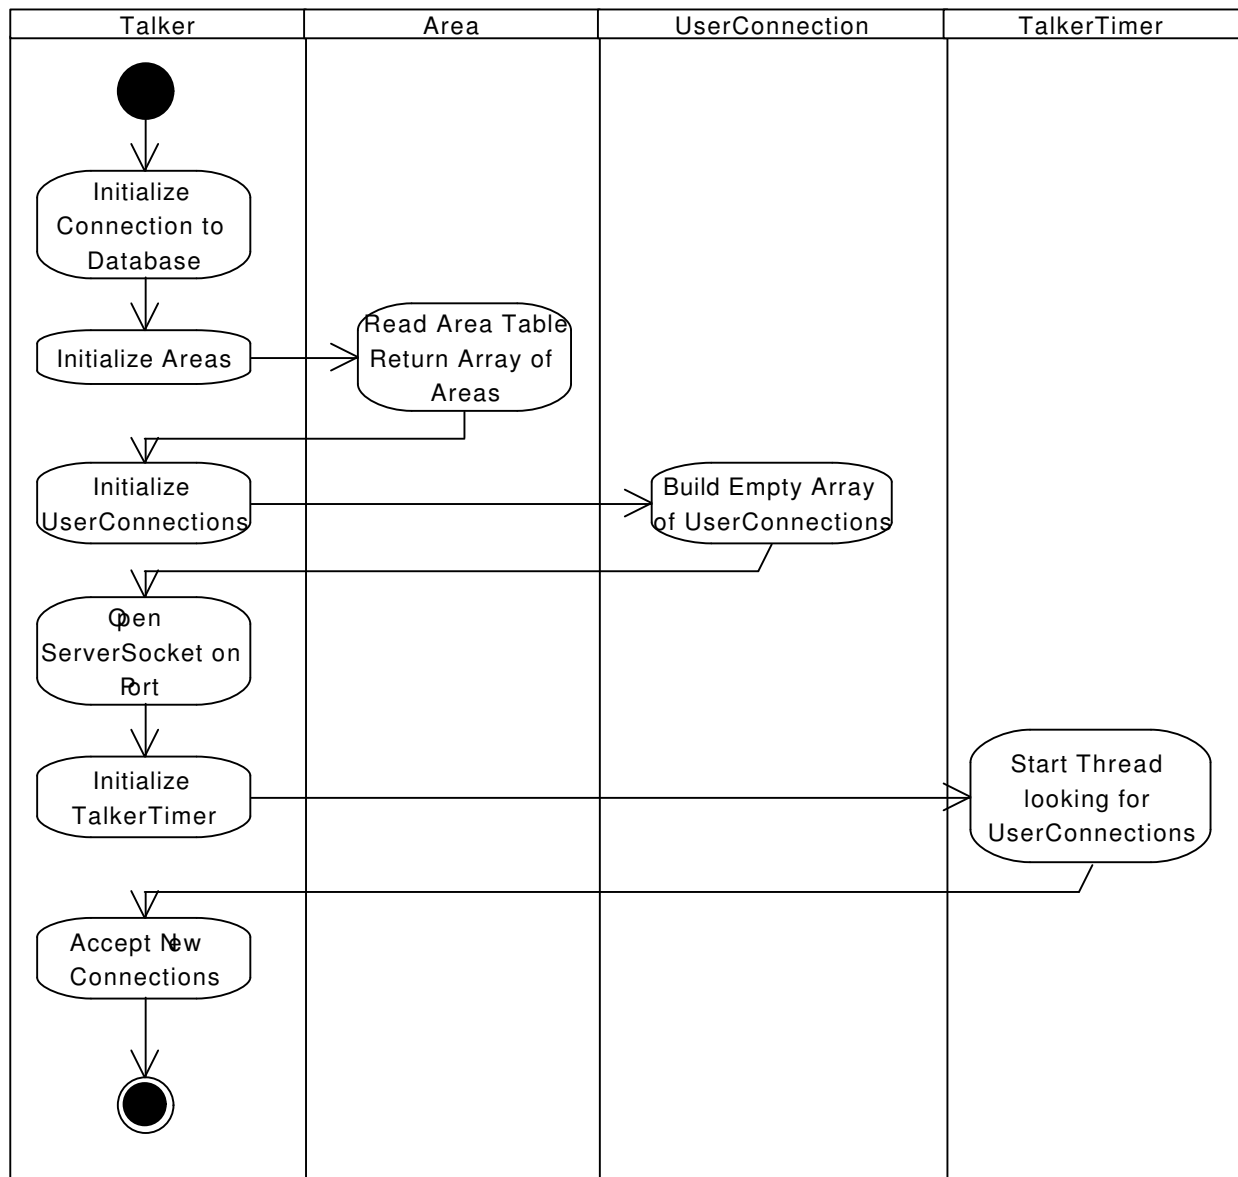 Talker
Area
UserConnection
TalkerTimer
Initialize
Connection to
Database
Initialize Areas
Read Area Table
Return Array of
Areas
Initialize
UserConnections
Build Empty Array
of UserConnections
Open
ServerSocket on
Port
Initialize
TalkerTimer
Start Thread
looking for
UserConnections
Accept New
Connections